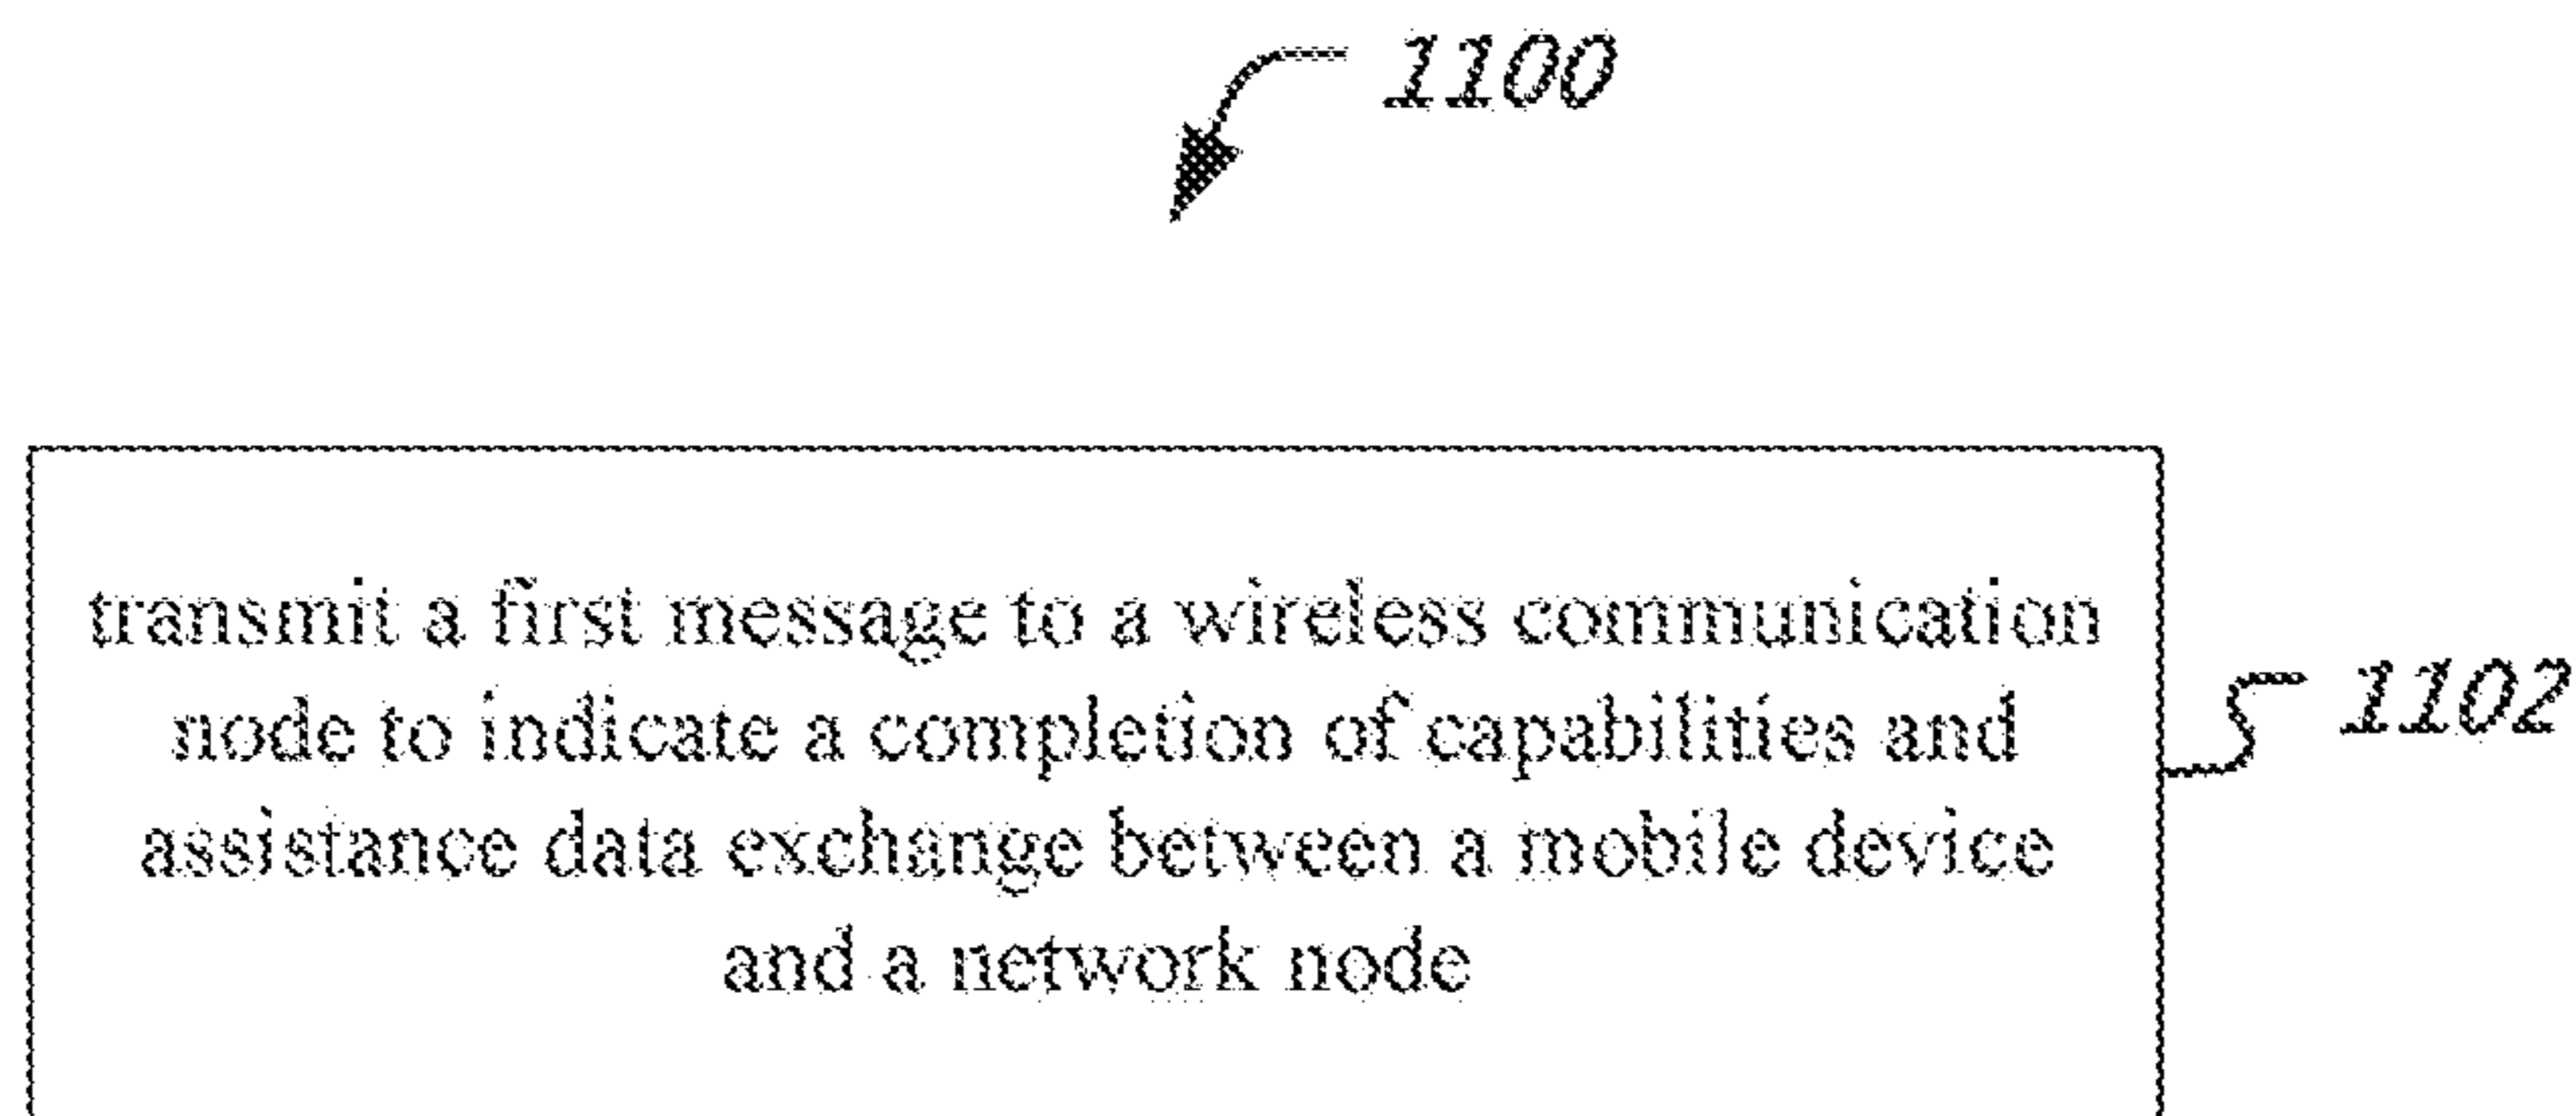 1100
transmit a first message to a wireless communication
node to indicate a completion of capabilities and
assistance data exchange between a mobile device
and a network node
1102